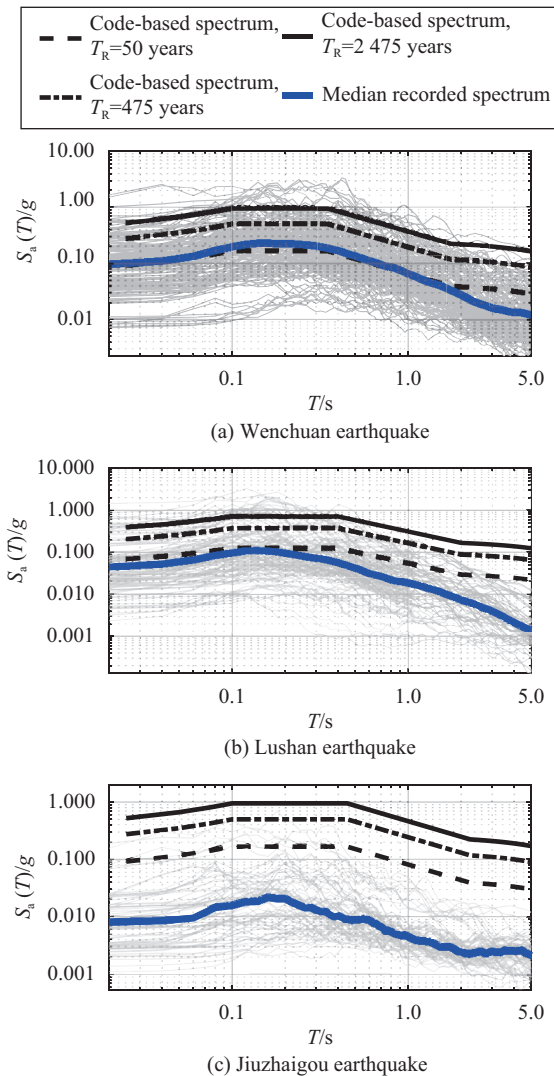 Code-based spectrum,
T_R=50 years
Code-based spectrum,
T_R=2 475 years
Code-based spectrum,
T_R=475 years
Median recorded spectrum
10.00
1.00
0.10
0.01
S_a (T)/g
0.1
1.0
5.0
T/s
(a) Wenchuan earthquake
10.000
1.000
0.100
0.010
0.001
S_a (T)/g
0.1
1.0
5.0
T/s
(b) Lushan earthquake
1.000
0.100
0.010
0.001
S_a (T)/g
0.1
1.0
5.0
T/s
(c) Jiuzhaigou earthquake